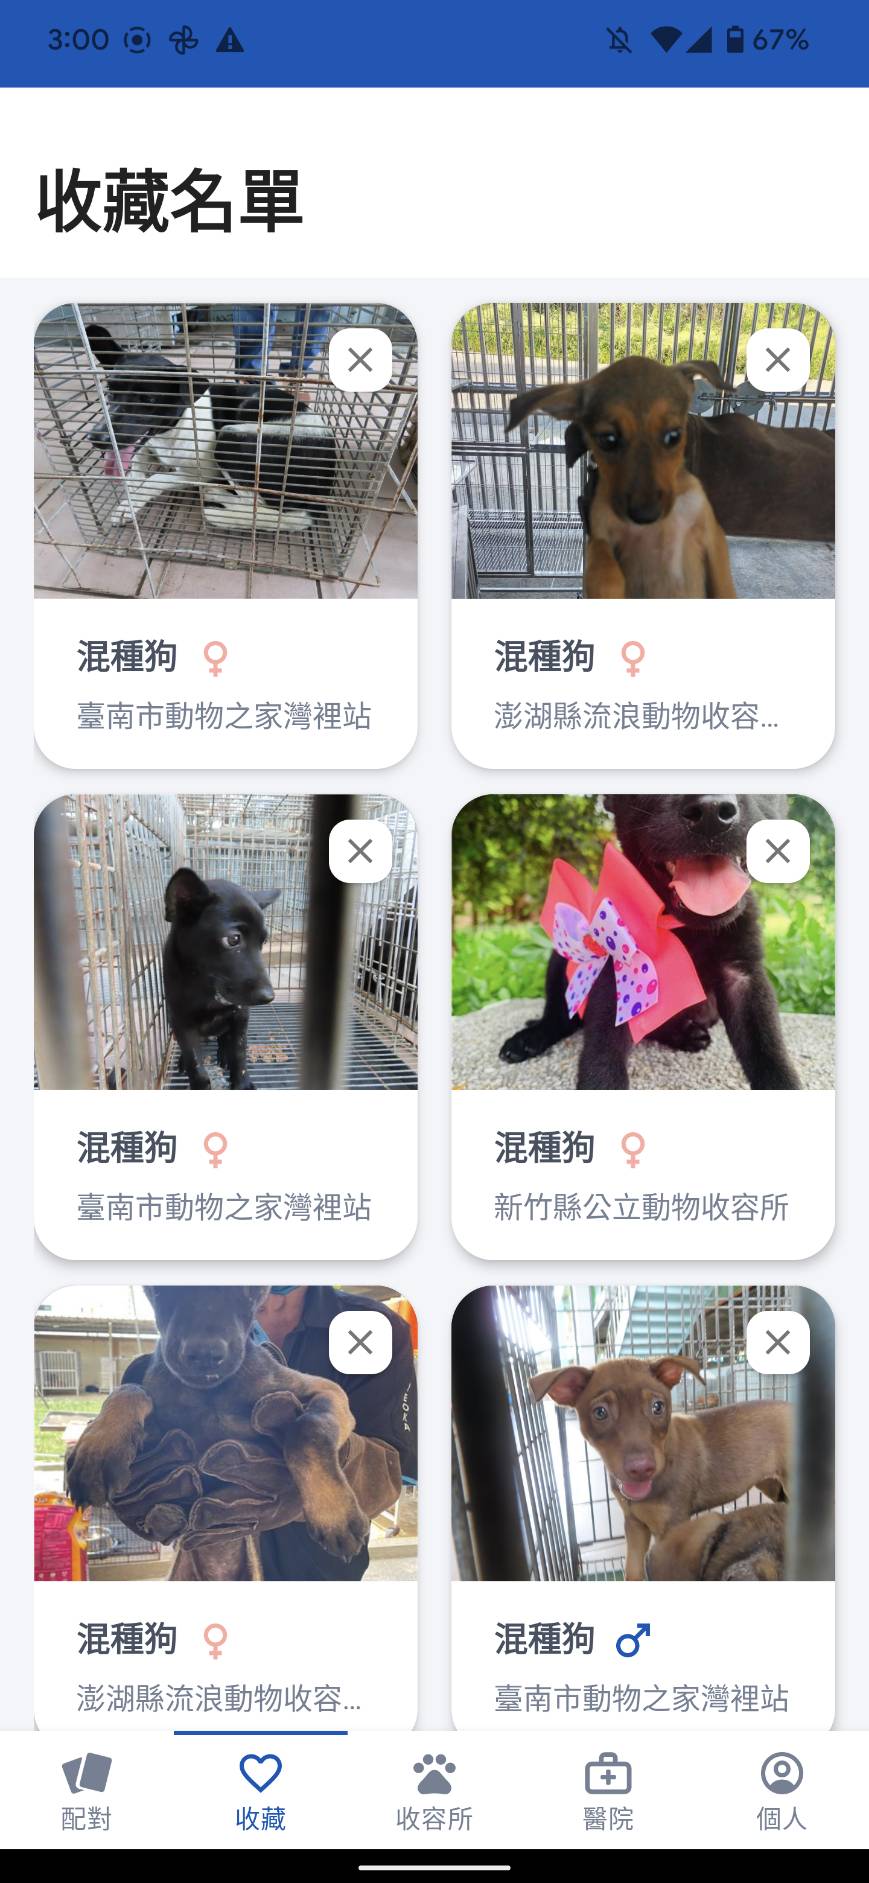 3:00
67%
收藏名單
混種狗
臺南市動物之家灣裡站
混種狗
澎湖縣流浪動物收容...
混種狗
臺南市動物之家灣裡站
混種狗
新竹縣公立動物收容所
混種狗
澎湖縣流浪動物收容...
混種狗
臺南市動物之家灣裡站
配對
收藏
收容所
醫院
個人